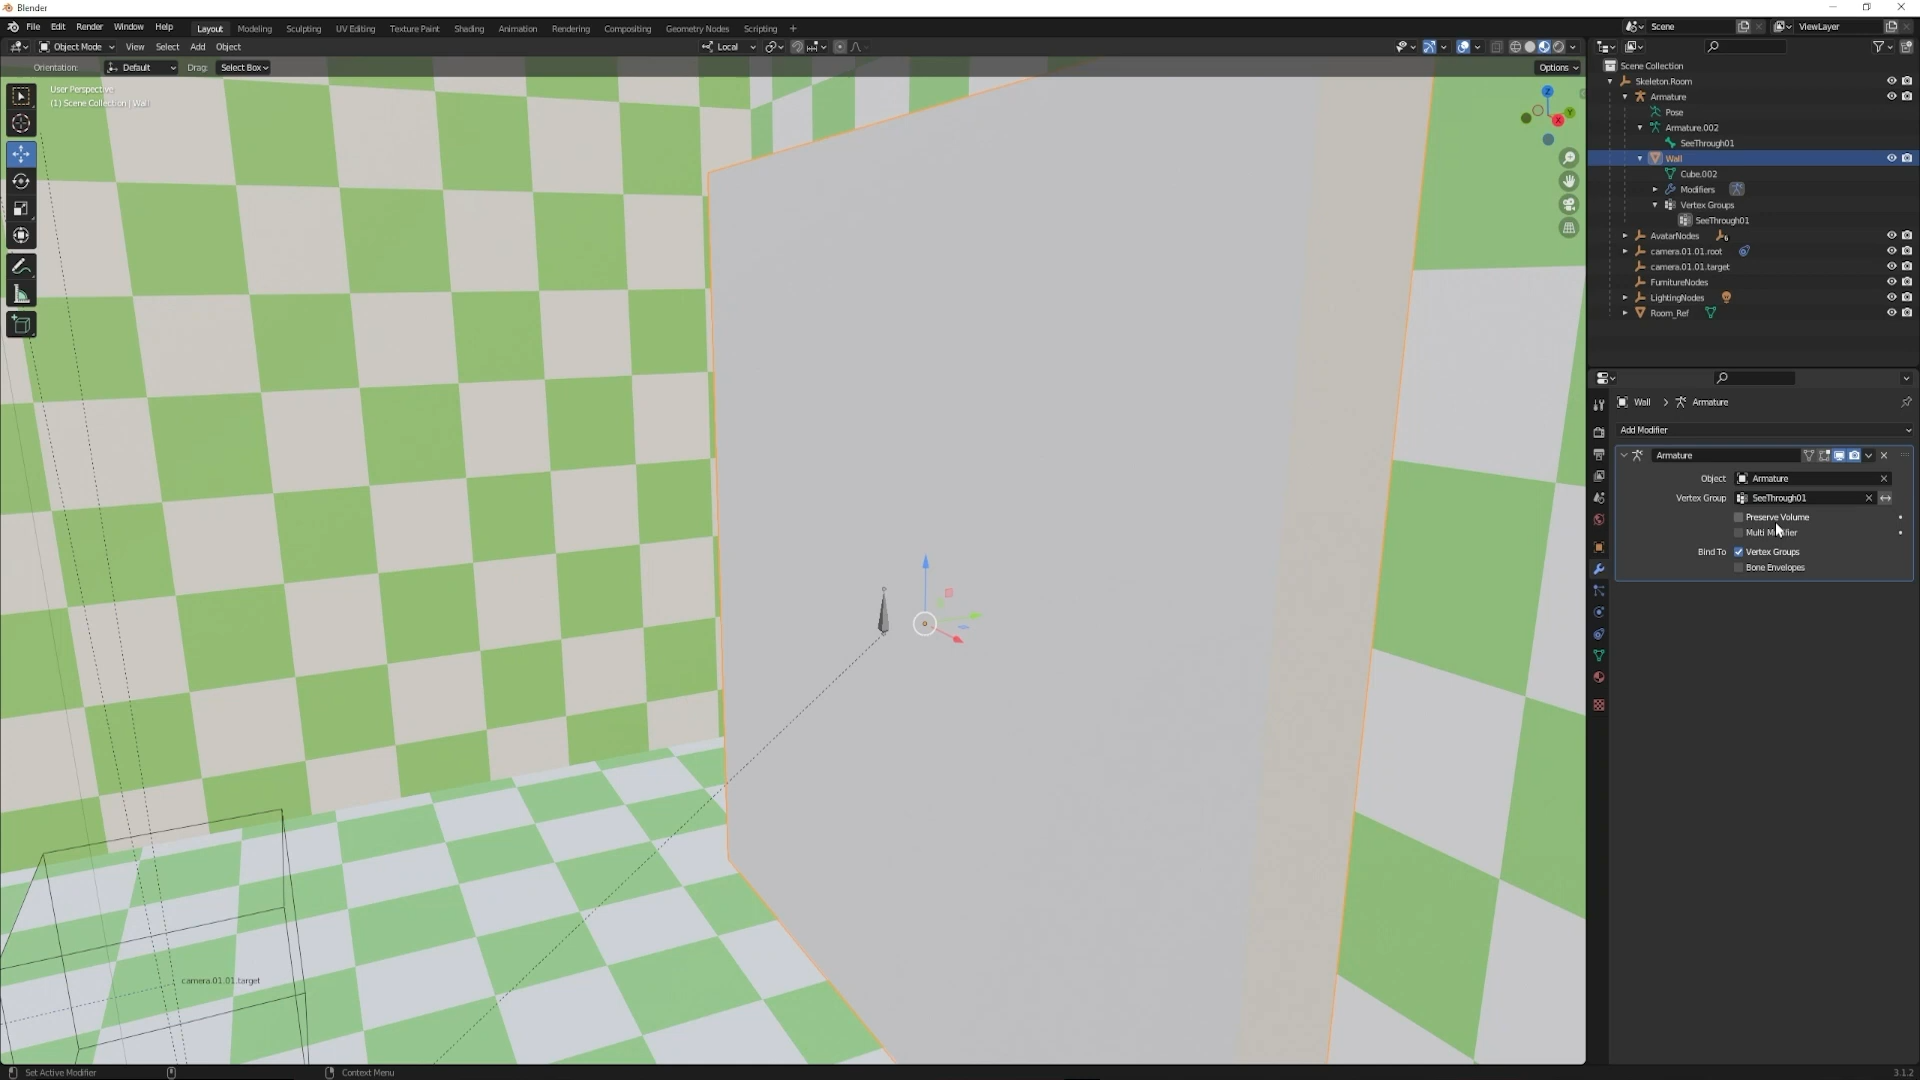 Blender
File Edit Render Window Help
Layout Modeling Sculpting UV Editing Texture Paint Shading Animation Rendering Compositing Geometry Nodes Scripting +
Scene
ViewLayer
Object Mode View Select Add Object
Local
Orientation: Default Drag: Select Box
Options
User Perspective
(1) Scene Collection | Wall
Z
Y
X
camera.01.01.target
Scene Collection
Skeleton.Room
Armature
Pose
Armature.002
SeeThrough01
Wall
Cube.002
Modifiers
Vertex Groups
SeeThrough01
AvatarNodes 6
camera.01.01.root
camera.01.01.target
FurnitureNodes
LightingNodes
Room_Ref
Wall > Armature
Add Modifier
Armature
Object Armature
Vertex Group SeeThrough01
Preserve Volume
Multi Modifier
Bind To Vertex Groups
Bone Envelopes
Set Active Modifier
Context Menu
3.1.2